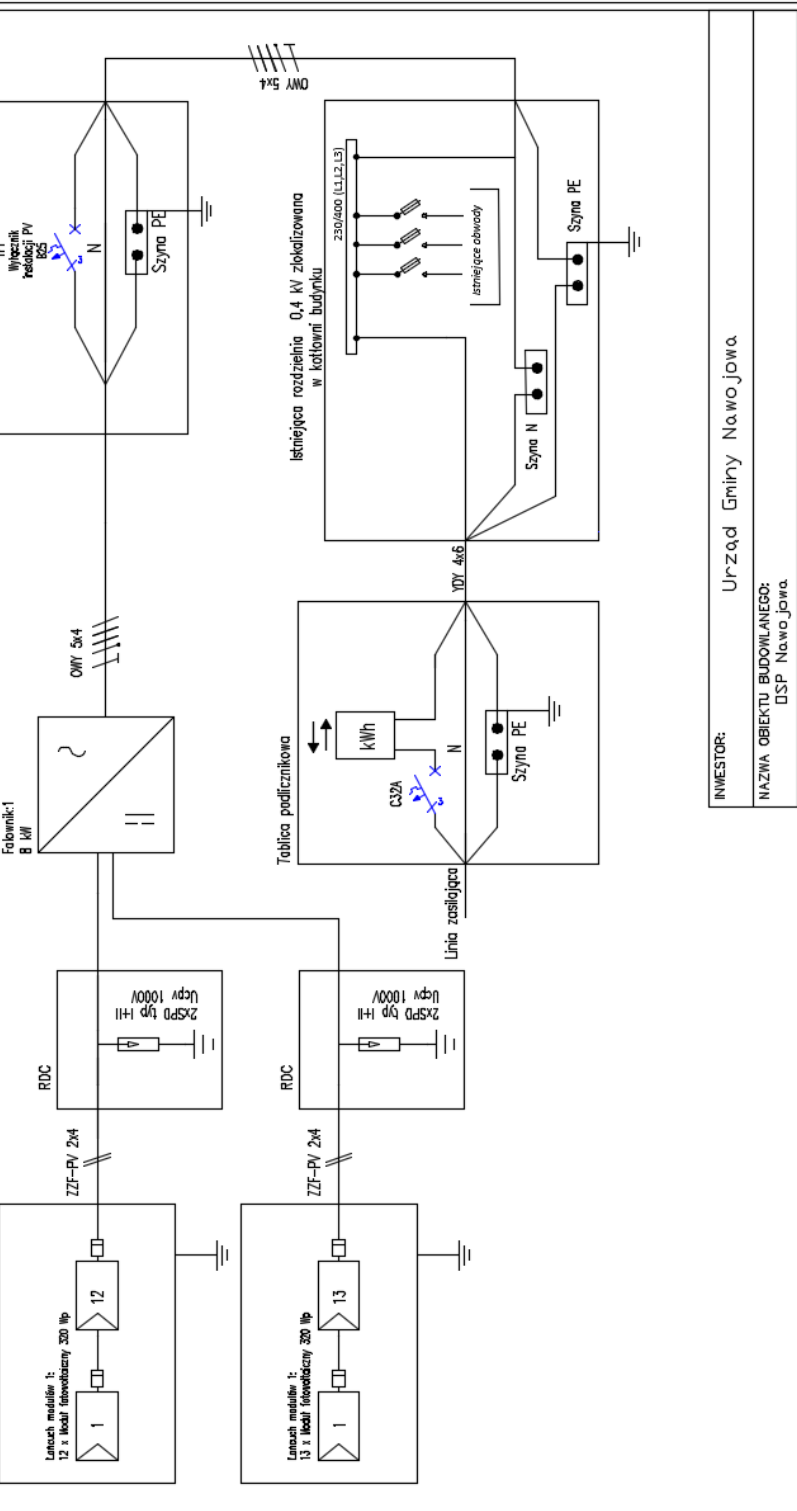 Wyłącznik
instalacji PV
B25
3
N
Szyna PE
OWY 5x4
Istniejąca rozdzielnia 0,4 kV zlokalizowana
w kotłowni budynku
230/400 (L1,L2,L3)
Istniejące obwody
Szyna N
Szyna PE
OWY 5x4
Falownik:1
8 kW
YDY 4x6
Tablica podlicznikowa
kWh
C32A
3
N
Szyna PE
Linia zasilająca
RDC
2xSPD typ I+II
Ucpv 1000V
RDC
2xSPD typ I+II
Ucpv 1000V
ZZF-PV 2x4
ZZF-PV 2x4
Łańcuch modułów 1:
12 x Moduł fotowoltaiczny 320 Wp
1
12
Łańcuch modułów 1:
13 x Moduł fotowoltaiczny 320 Wp
1
13
INWESTOR:
Urząd Gminy Nawojowa
NAZWA OBIEKTU BUDOWLANEGO:
OSP Nawojowa